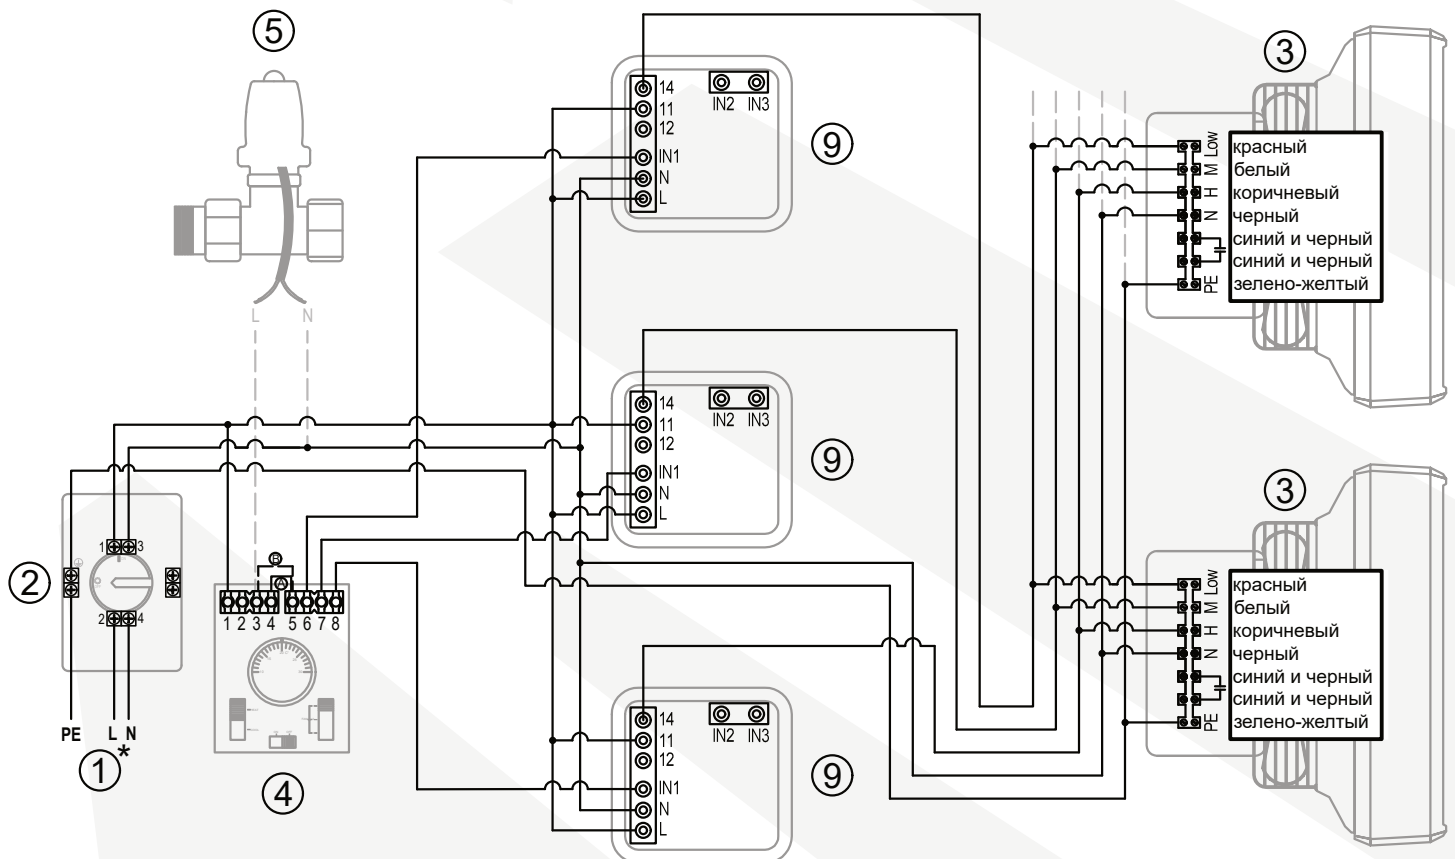 5
14
11
12
IN1
N
L
IN2 IN3
9
3
Low
M
H
N
PE
красный
белый
коричневый
черный
синий и черный
синий и черный
зелено-желтый
L N
14
11
12
IN1
N
L
IN2 IN3
9
2
1 3
2 4
PE L N
*
1
B
A
1 2 3 4 5 6 7 8
4
14
11
12
IN1
N
L
IN2 IN3
9
3
Low
M
H
N
PE
красный
белый
коричневый
черный
синий и черный
синий и черный
зелено-желтый